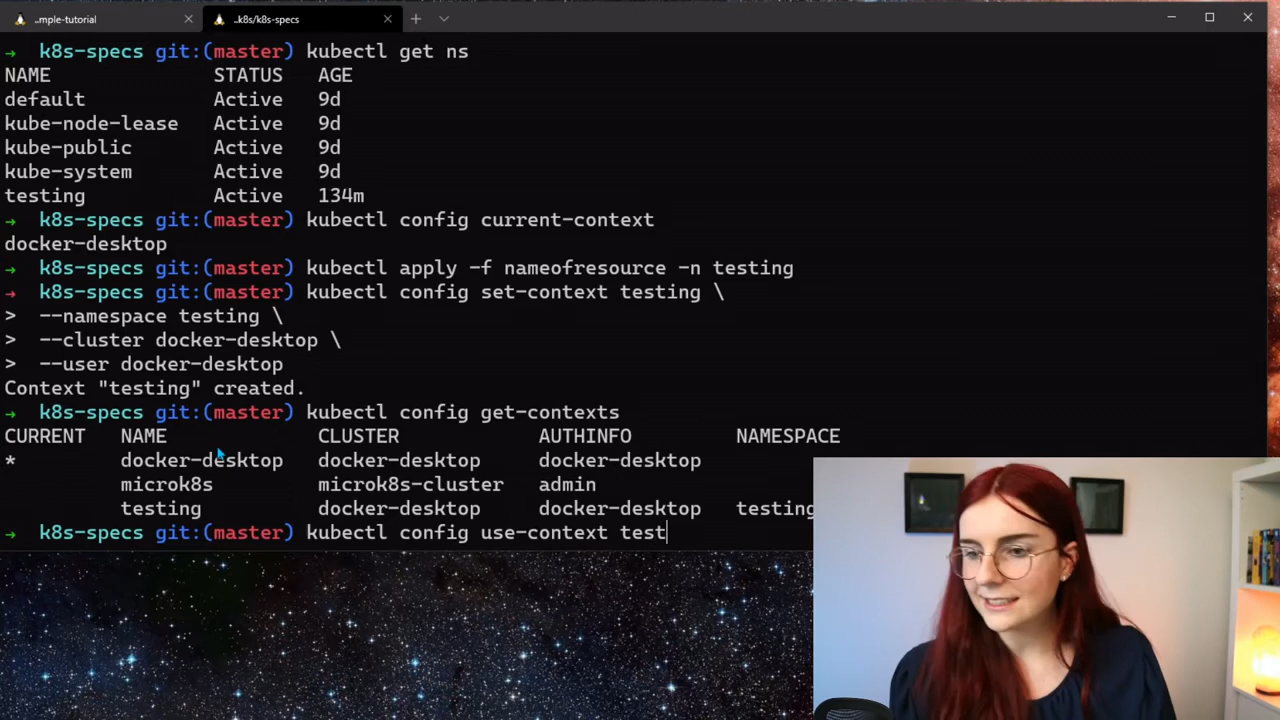 ..mple-tutorial
..k8s/k8s-specs
→ k8s-specs git:(master) kubectl get ns
NAME STATUS AGE
default Active 9d
kube-node-lease Active 9d
kube-public Active 9d
kube-system Active 9d
testing Active 134m
→ k8s-specs git:(master) kubectl config current-context
docker-desktop
→ k8s-specs git:(master) kubectl apply -f nameofresource -n testing
→ k8s-specs git:(master) kubectl config set-context testing \
> --namespace testing \
> --cluster docker-desktop \
> --user docker-desktop
Context "testing" created.
→ k8s-specs git:(master) kubectl config get-contexts
CURRENT NAME CLUSTER AUTHINFO NAMESPACE
* docker-desktop docker-desktop docker-desktop
microk8s microk8s-cluster admin
testing docker-desktop docker-desktop testing
→ k8s-specs git:(master) kubectl config use-context test